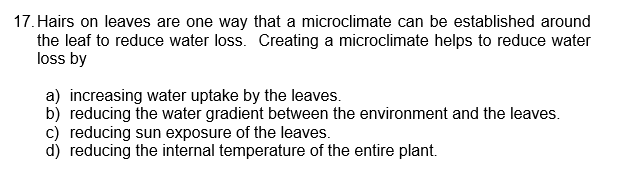 17. Hairs on leaves are one way that a microclimate can be established around
the leaf to reduce water loss.  Creating a microclimate helps to reduce water
loss by
a) increasing water uptake by the leaves.
b) reducing the water gradient between the environment and the leaves.
c) reducing sun exposure of the leaves.
d) reducing the internal temperature of the entire plant.